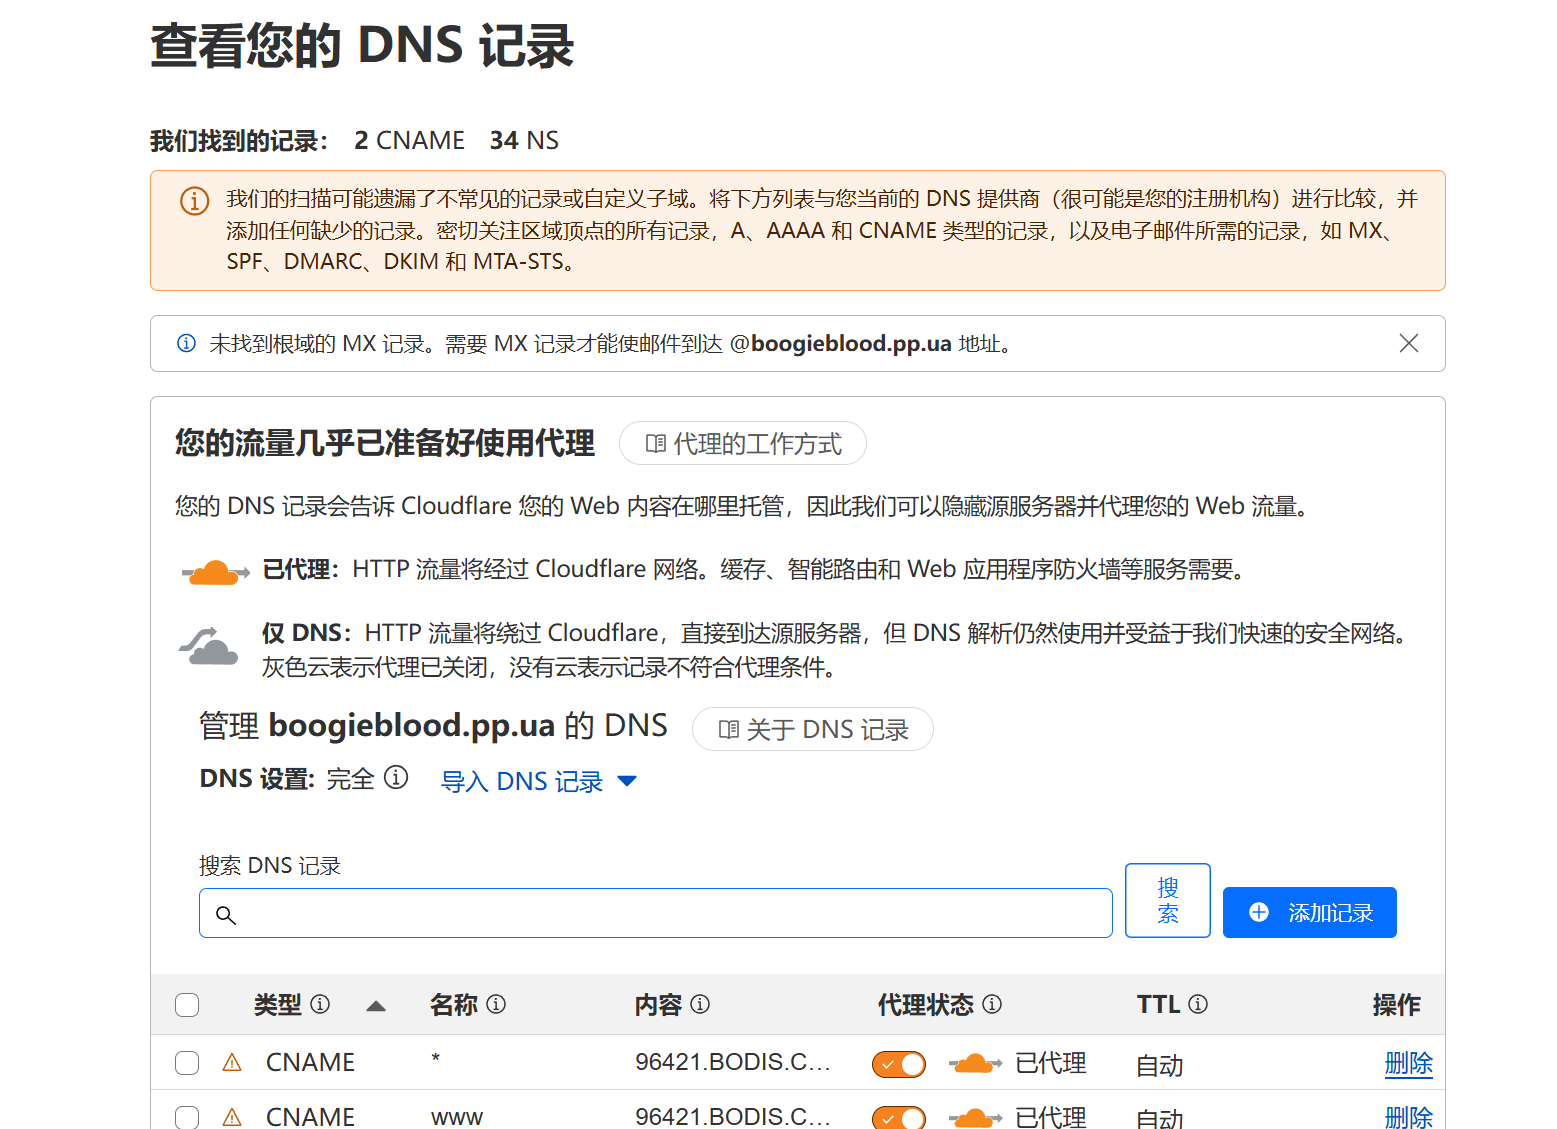 查看您的 DNS 记录
我们找到的记录： 2 CNAME 34 NS
我们的扫描可能遗漏了不常见的记录或自定义子域。将下方列表与您当前的 DNS 提供商（很可能是您的注册机构）进行比较，并
添加任何缺少的记录。密切关注区域顶点的所有记录，A、AAAA 和 CNAME 类型的记录，以及电子邮件所需的记录，如 MX、
SPF、DMARC、DKIM 和 MTA-STS。
未找到根域的 MX 记录。需要 MX 记录才能使邮件到达 @boogieblood.pp.ua 地址。
您的流量几乎已准备好使用代理 代理的工作方式
您的 DNS 记录会告诉 Cloudflare 您的 Web 内容在哪里托管，因此我们可以隐藏源服务器并代理您的 Web 流量。
已代理：HTTP 流量将经过 Cloudflare 网络。缓存、智能路由和 Web 应用程序防火墙等服务需要。
仅 DNS：HTTP 流量将绕过 Cloudflare，直接到达源服务器，但 DNS 解析仍然使用并受益于我们快速的安全网络。
灰色云表示代理已关闭，没有云表示记录不符合代理条件。
管理 boogieblood.pp.ua 的 DNS 关于 DNS 记录
DNS 设置: 完全 导入 DNS 记录
搜索 DNS 记录
搜
索
添加记录
类型 名称 内容 代理状态 TTL 操作
CNAME * 96421.BODIS.C… 已代理 自动 删除
CNAME www 96421.BODIS.C… 已代理 自动 删除